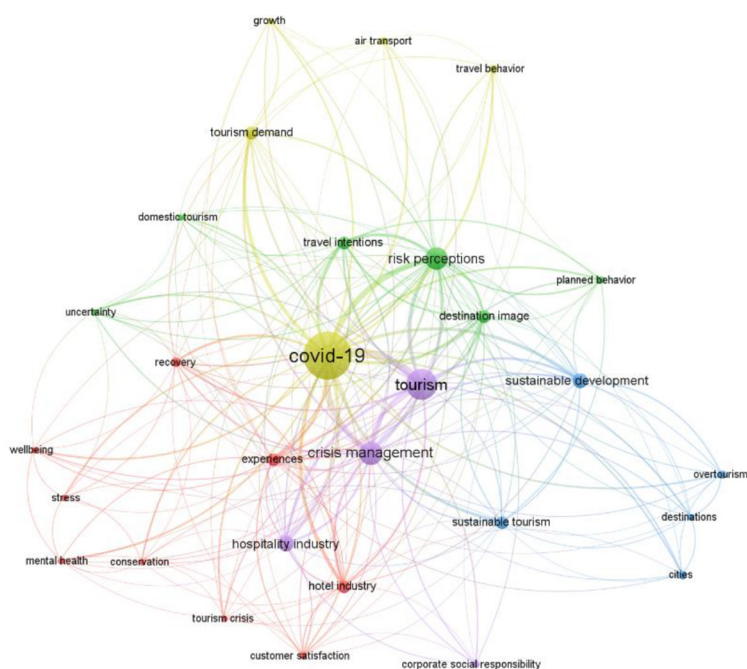 growth
air transport
travel behavior
tourism demand
domestic tourism
travel intentions
risk perceptions
planned behavior
uncertainty
destination image
covid-19
recovery
tourism
sustainable development
wellbeing
experiences
crisis management
overtourism
stress
destinations
sustainable tourism
hospitality industry
mental health
conservation
cities
hotel industry
tourism crisis
customer satisfaction
corporate social responsibility